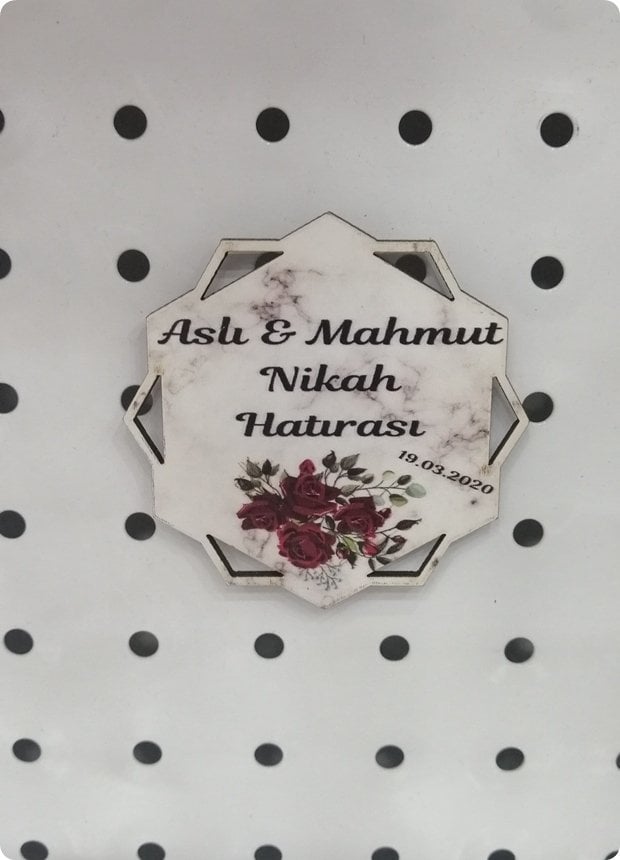 Aslı & Mahmut
Nikah
Hatırası
19.03.2020